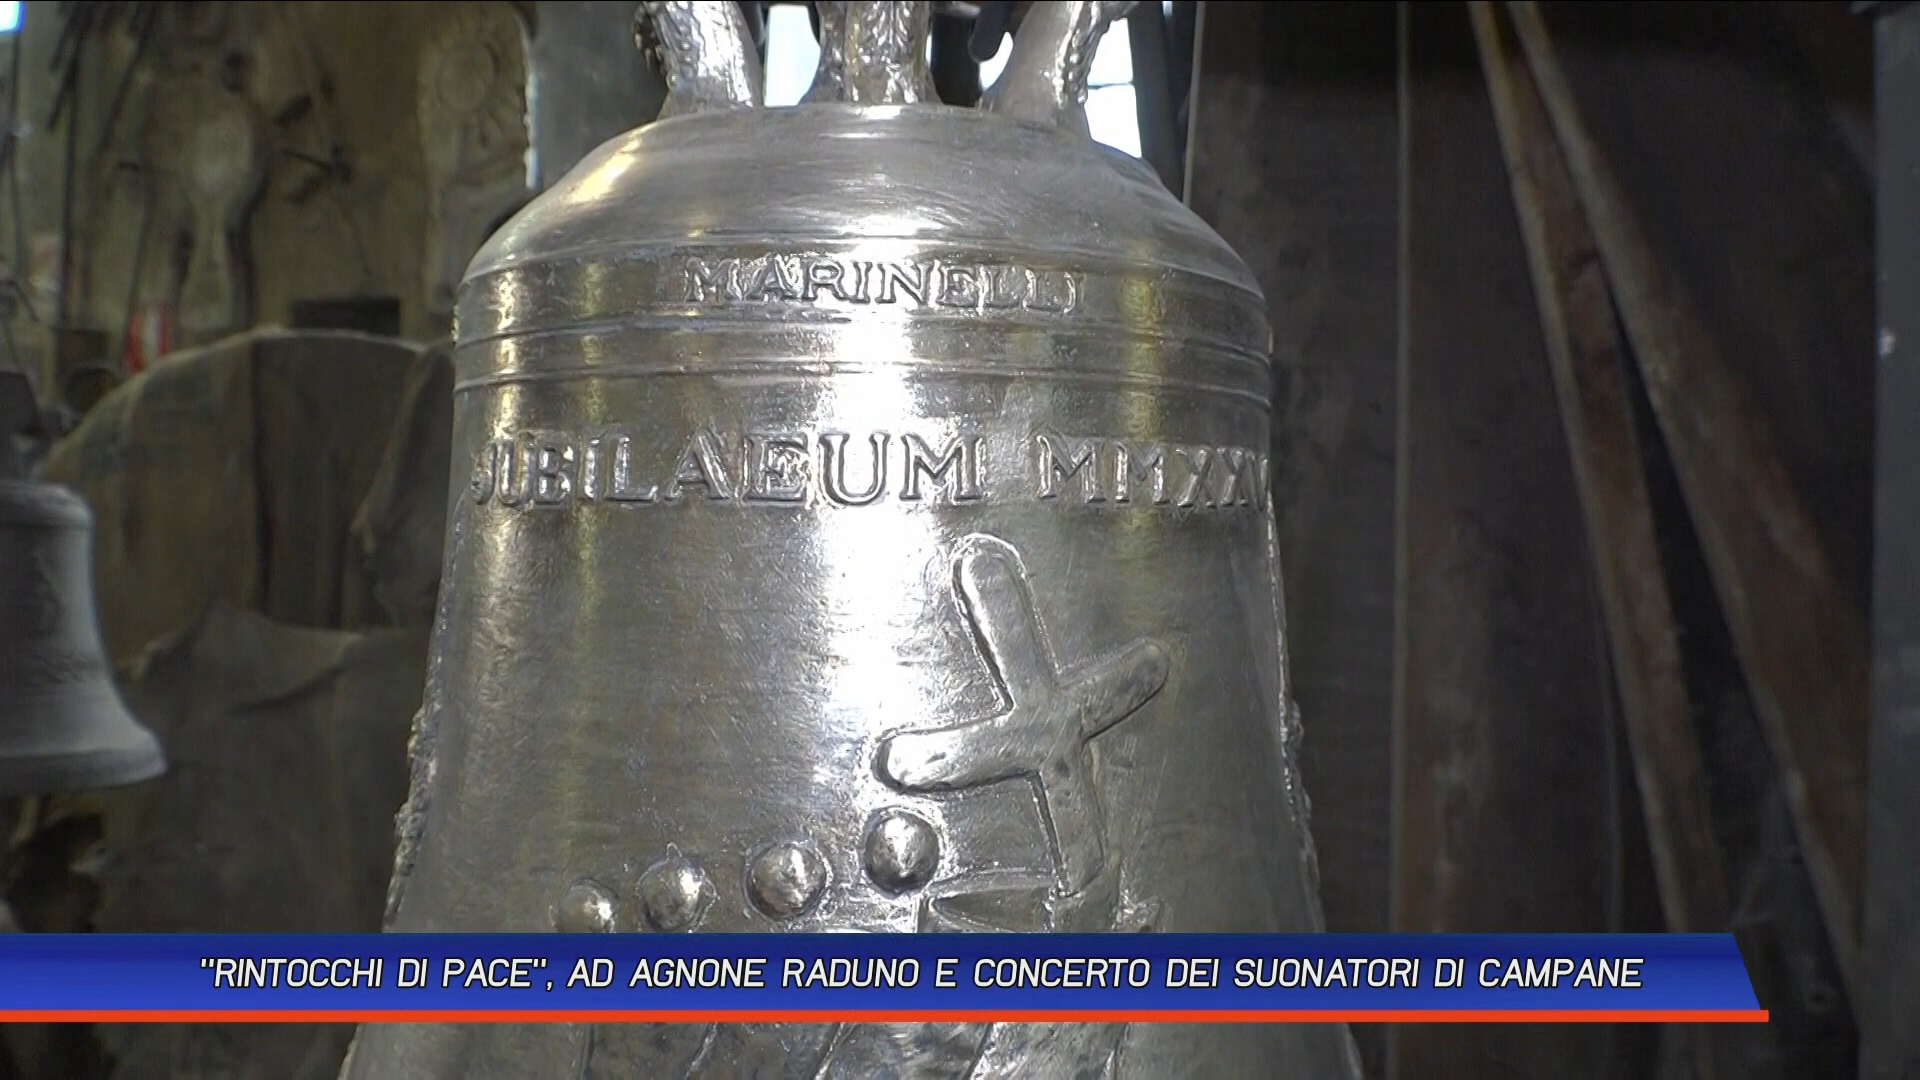 MARINELLI
JUBILAEUM MMXXV
"RINTOCCHI DI PACE", AD AGNONE RADUNO E CONCERTO DEI SUONATORI DI CAMPANE